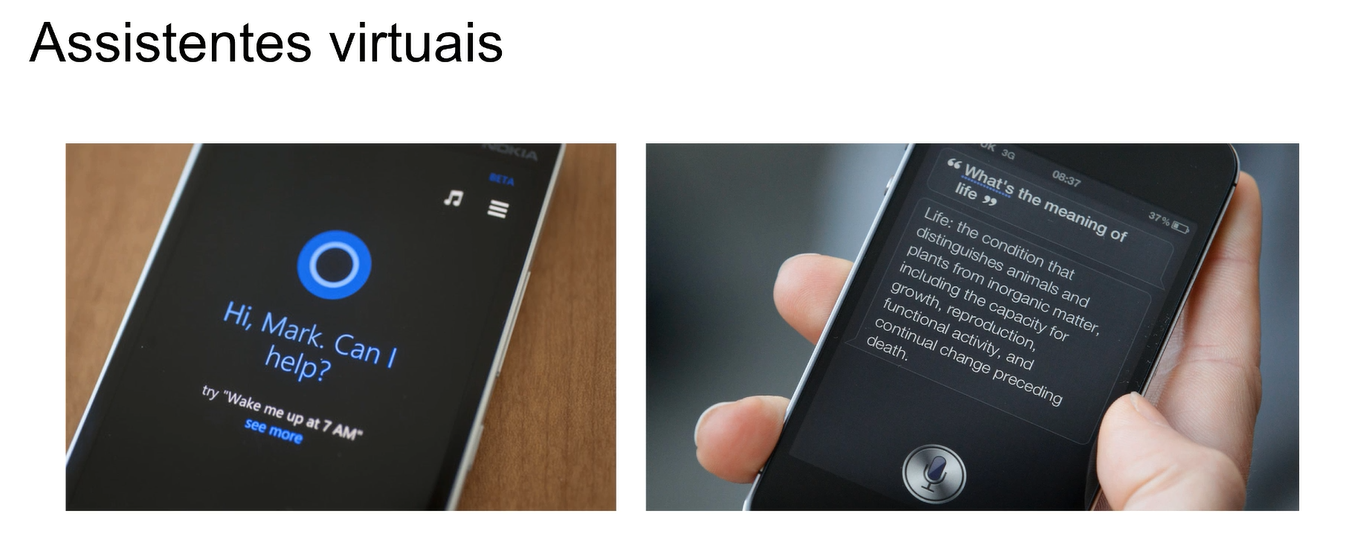 Assistentes virtuais
NOKIA
BETA
Hi, Mark. Can I
help?
try "Wake me up at 7 AM"
see more
UK 3G
08:37
37%
“ What's the meaning of
life ”
Life: the condition that
distinguishes animals and
plants from inorganic matter,
including the capacity for
growth, reproduction,
functional activity, and
continual change preceding
death.